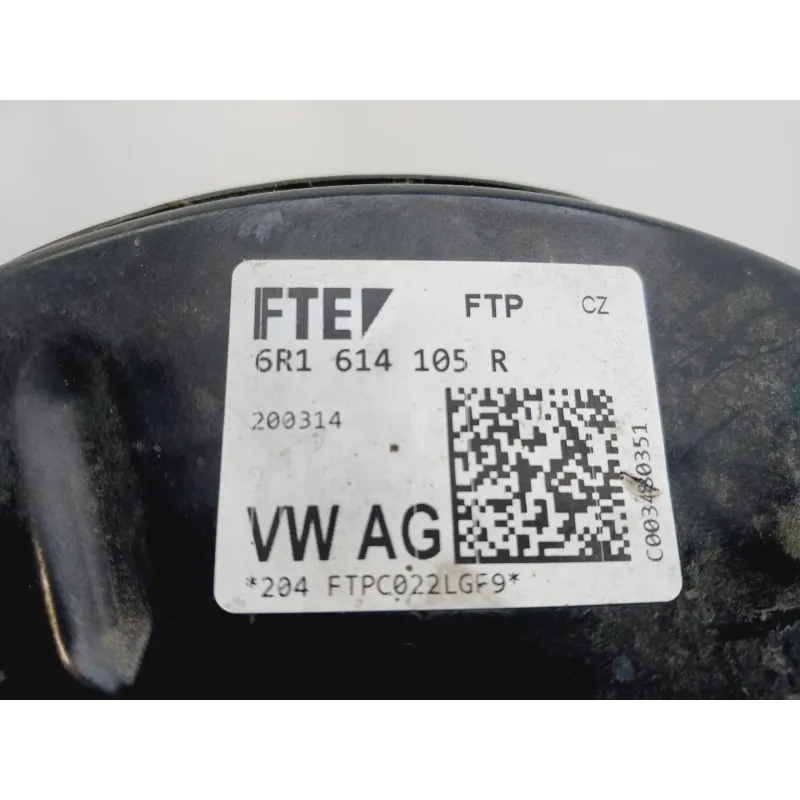 FTE FTP CZ
6R1 614 105 R
200314
C003480351
VW AG
*204 FTPC022LGF9*